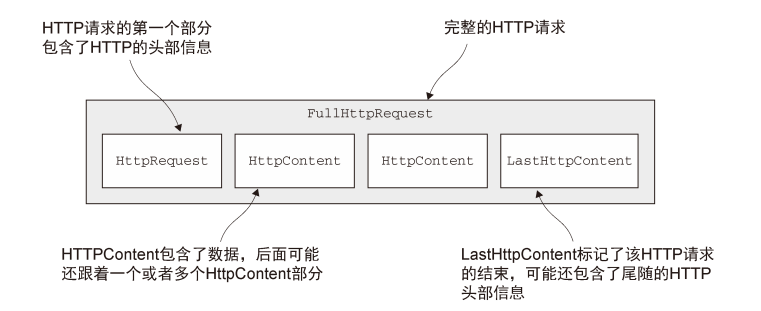 HTTP请求的第一个部分
包含了HTTP的头部信息
完整的HTTP请求
FullHttpRequest
HttpRequest
HttpContent
HttpContent
LastHttpContent
HTTPContent包含了数据，后面可能
还跟着一个或者多个HttpContent部分
LastHttpContent标记了该HTTP请求
的结束，可能还包含了尾随的HTTP
头部信息